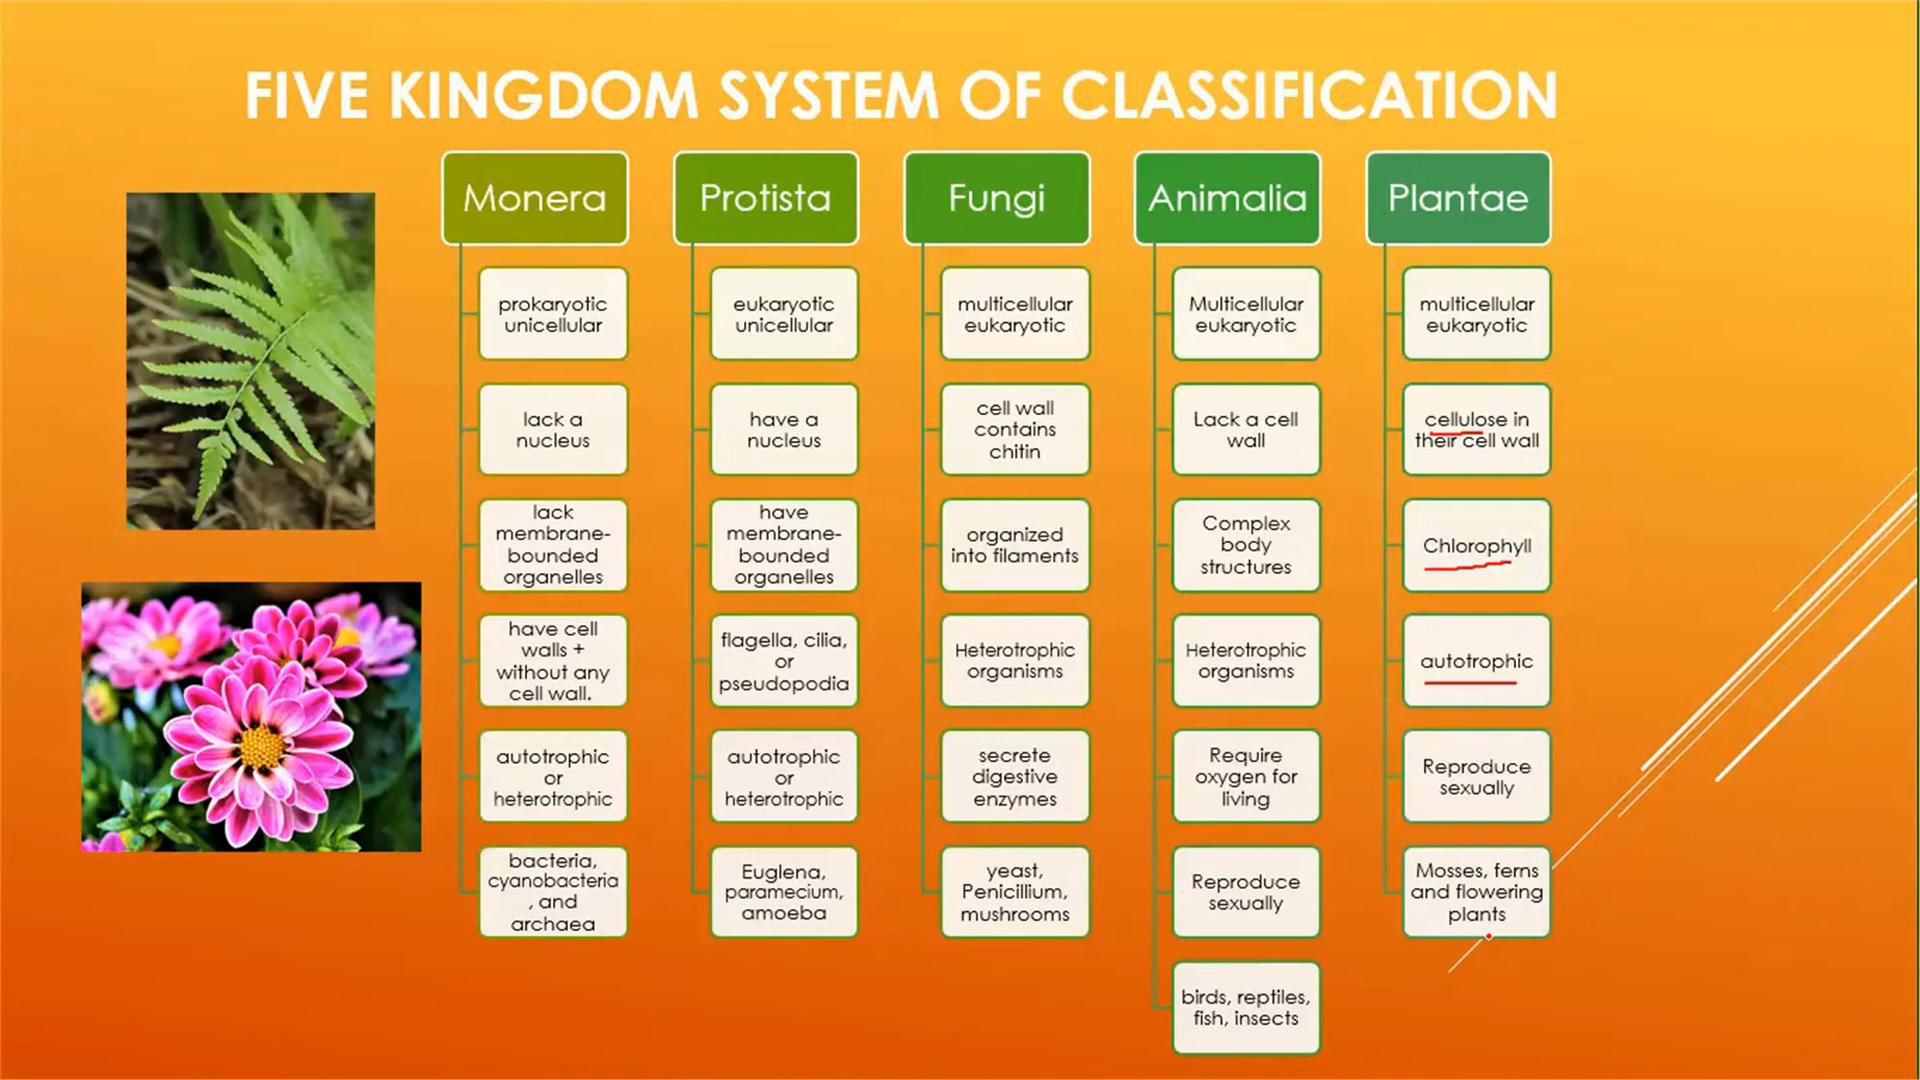 FIVE KINGDOM SYSTEM OF CLASSIFICATION
Monera
prokaryotic
unicellular
lack a
nucleus
lack
membrane-
bounded
organelles
have cell
walls +
without any
cell wall.
autotrophic
or
heterotrophic
bacteria,
cyanobacteria
, and
archaea
Protista
eukaryotic
unicellular
have a
nucleus
have
membrane-
bounded
organelles
flagella, cilia,
or
pseudopodia
autotrophic
or
heterotrophic
Euglena,
paramecium,
amoeba
Fungi
multicellular
eukaryotic
cell wall
contains
chitin
organized
into filaments
Heterotrophic
organisms
secrete
digestive
enzymes
yeast,
Penicillium,
mushrooms
Animalia
Multicellular
eukaryotic
Lack a cell
wall
Complex
body
structures
Heterotrophic
organisms
Require
oxygen for
living
Reproduce
sexually
birds, reptiles,
fish, insects
Plantae
multicellular
eukaryotic
cellulose in
their cell wall
Chlorophyll
autotrophic
Reproduce
sexually
Mosses, ferns
and flowering
plants